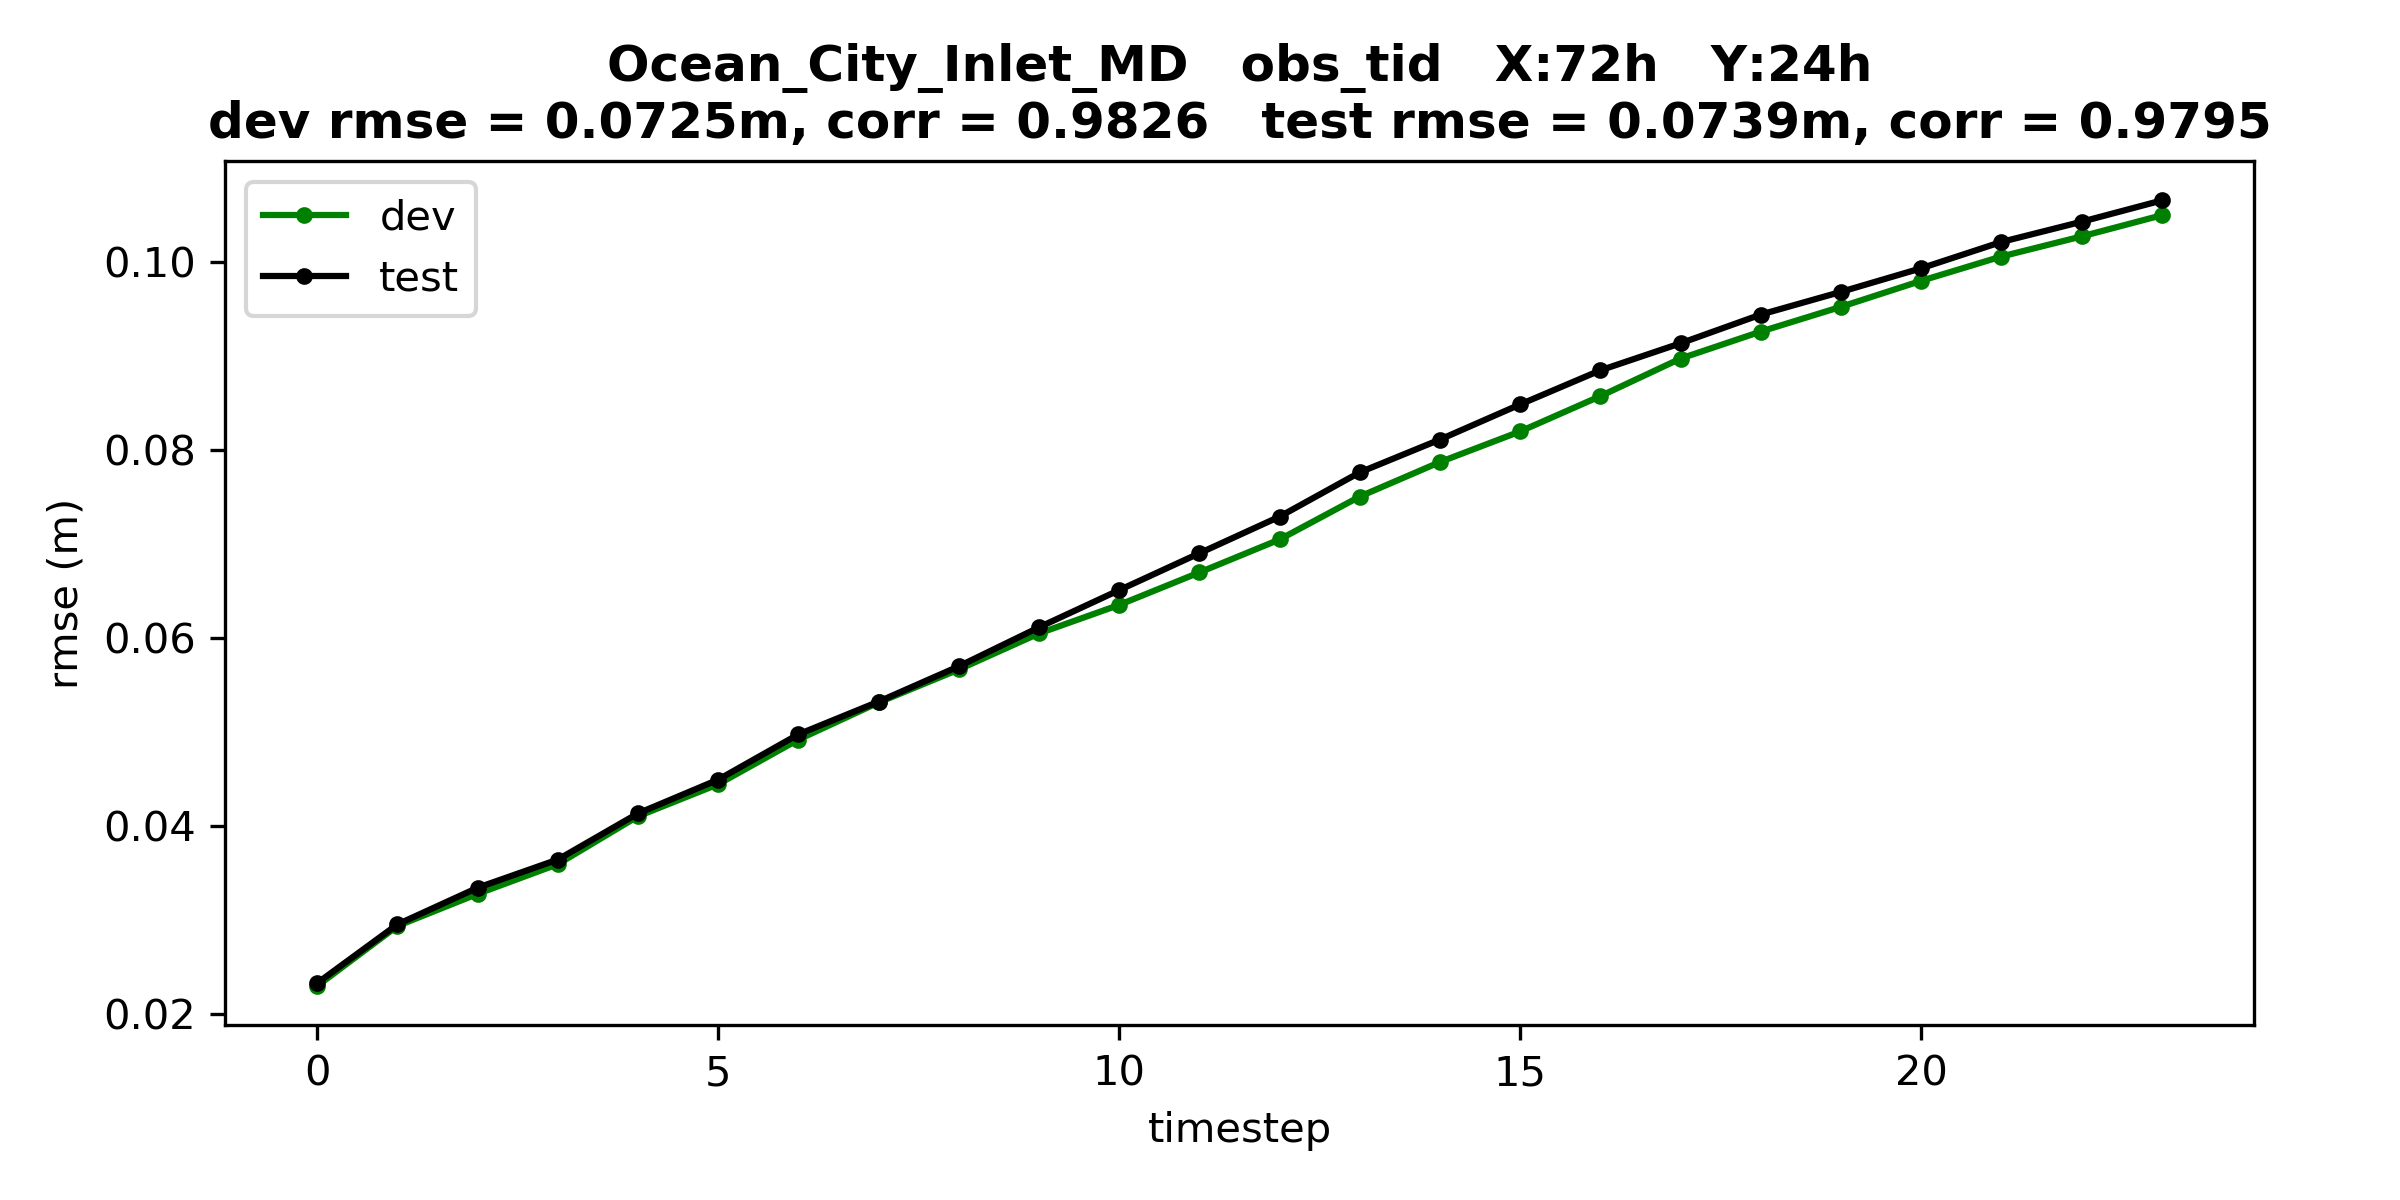 Ocean_City_Inlet_MD   obs_tid   X:72h   Y:24h
dev rmse = 0.0725m, corr = 0.9826   test rmse = 0.0739m, corr = 0.9795
dev
test
0.10
0.08
0.06
0.04
0.02
rmse (m)
0 5 10 15 20
timestep